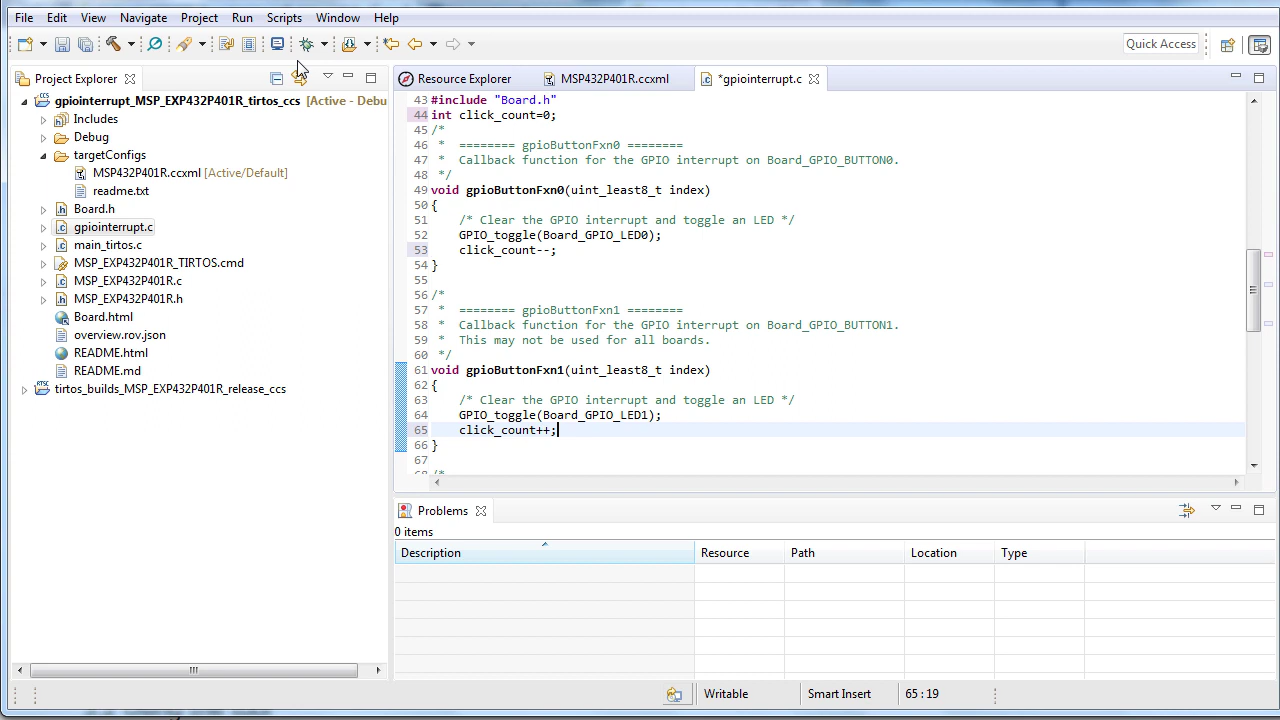 File Edit View Navigate Project Run Scripts Window Help
Quick Access
Project Explorer
gpiointerrupt_MSP_EXP432P401R_tirtos_ccs [Active - Debu
Includes
Debug
targetConfigs
MSP432P401R.ccxml [Active/Default]
readme.txt
Board.h
gpiointerrupt.c
main_tirtos.c
MSP_EXP432P401R_TIRTOS.cmd
MSP_EXP432P401R.c
MSP_EXP432P401R.h
Board.html
overview.rov.json
README.html
README.md
tirtos_builds_MSP_EXP432P401R_release_ccs
Resource Explorer MSP432P401R.ccxml *gpiointerrupt.c
43 #include "Board.h"
44 int click_count=0;
45 /*
46 * ======== gpioButtonFxn0 ========
47 * Callback function for the GPIO interrupt on Board_GPIO_BUTTON0.
48 */
49 void gpioButtonFxn0(uint_least8_t index)
50 {
51 /* Clear the GPIO interrupt and toggle an LED */
52 GPIO_toggle(Board_GPIO_LED0);
53 click_count--;
54 }
55
56 /*
57 * ======== gpioButtonFxn1 ========
58 * Callback function for the GPIO interrupt on Board_GPIO_BUTTON1.
59 * This may not be used for all boards.
60 */
61 void gpioButtonFxn1(uint_least8_t index)
62 {
63 /* Clear the GPIO interrupt and toggle an LED */
64 GPIO_toggle(Board_GPIO_LED1);
65 click_count++;
66 }
67
68 /*
Problems
0 items
Description Resource Path Location Type
Writable Smart Insert 65 : 19